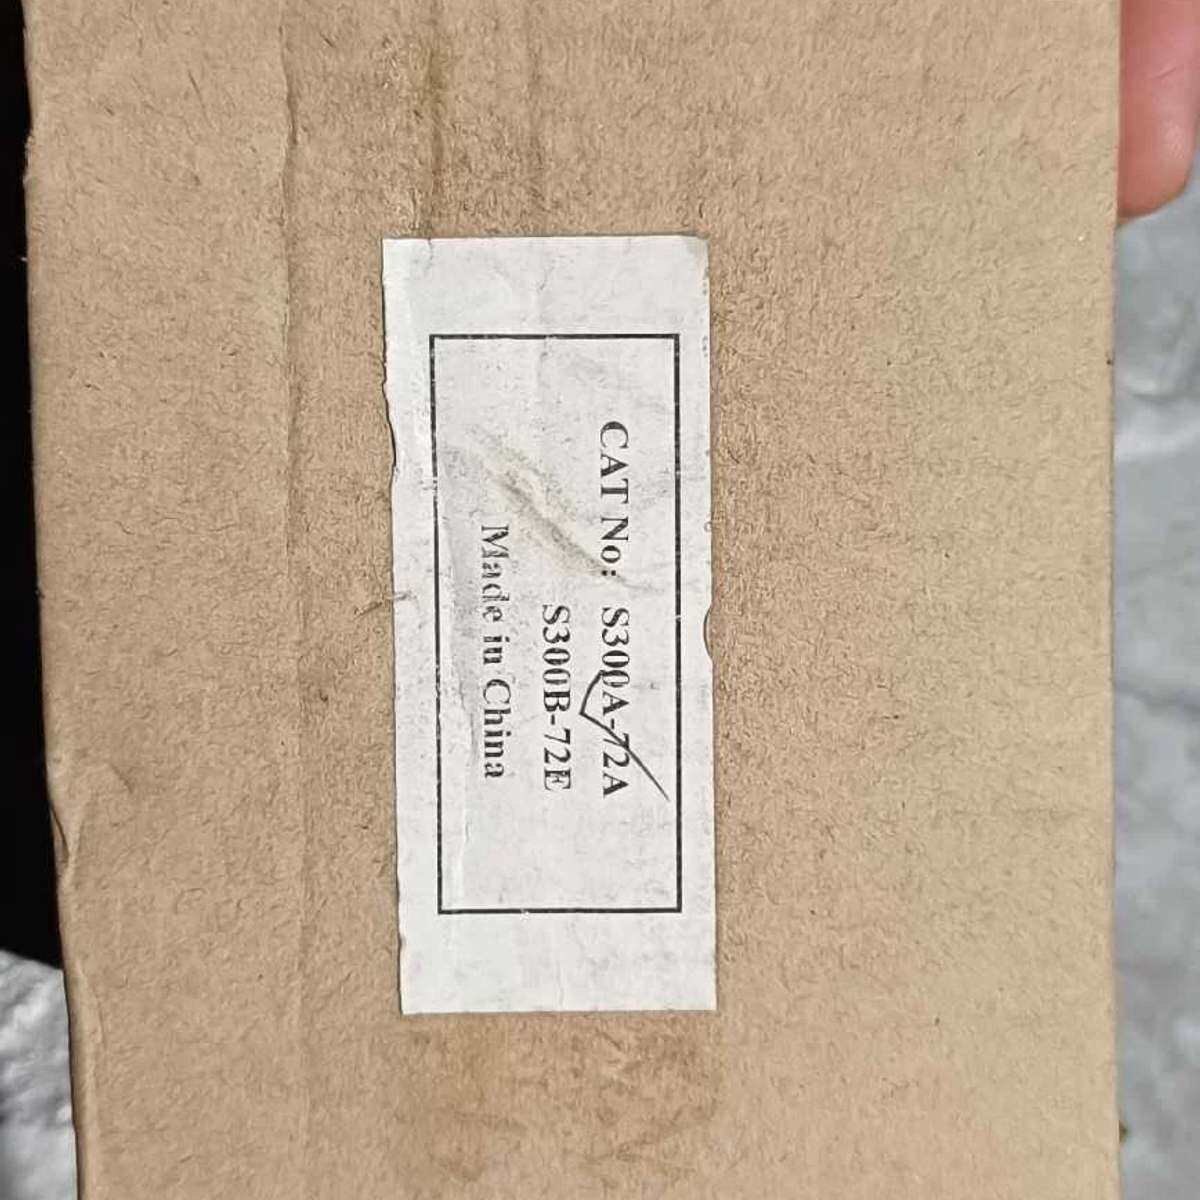 CAT No: S300A-72A
S300B-72E
Made in China